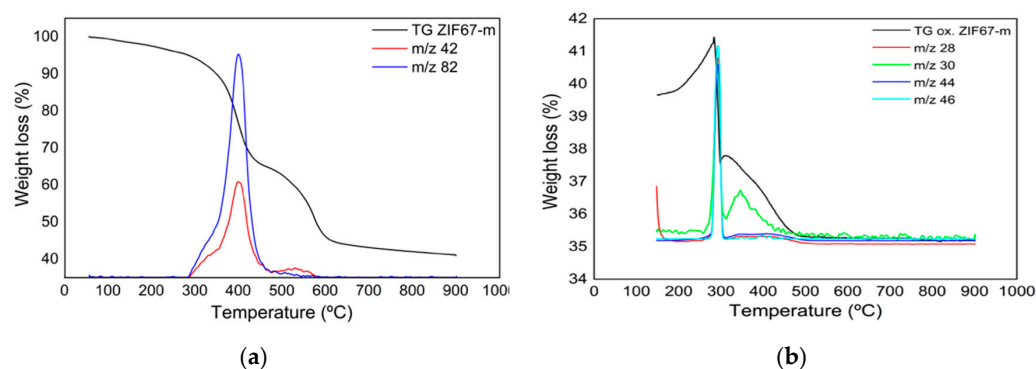 TG ZIF67-m
m/z 42
m/z 82
100
90
80
70
60
50
40
Weight loss (%)
0 100 200 300 400 500 600 700 800 900 1000
Temperature (ºC)
(a)
TG ox. ZIF67-m
m/z 28
m/z 30
m/z 44
m/z 46
42
41
40
39
38
37
36
35
34
Weight loss (%)
0 100 200 300 400 500 600 700 800 900 1000
Temperature (ºC)
(b)